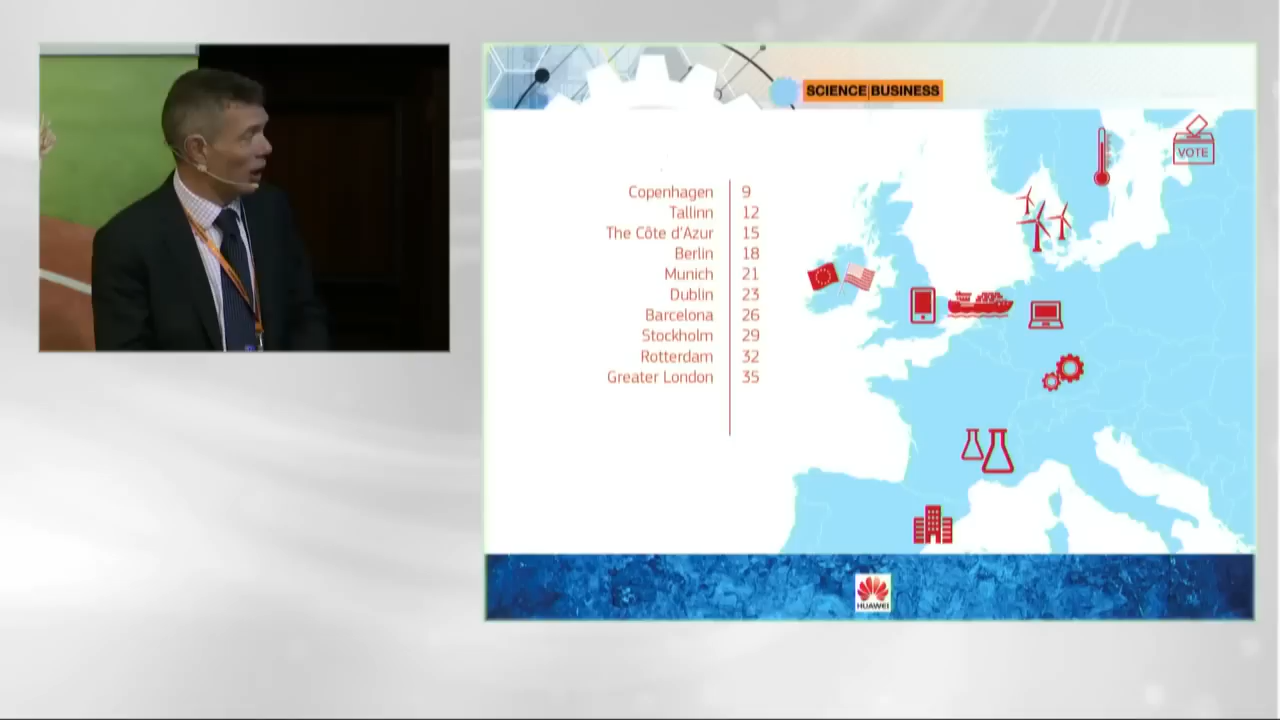 SCIENCE|BUSINESS
VOTE
Copenhagen 9
Tallinn 12
The Côte d'Azur 15
Berlin 18
Munich 21
Dublin 23
Barcelona 26
Stockholm 29
Rotterdam 32
Greater London 35
HUAWEI